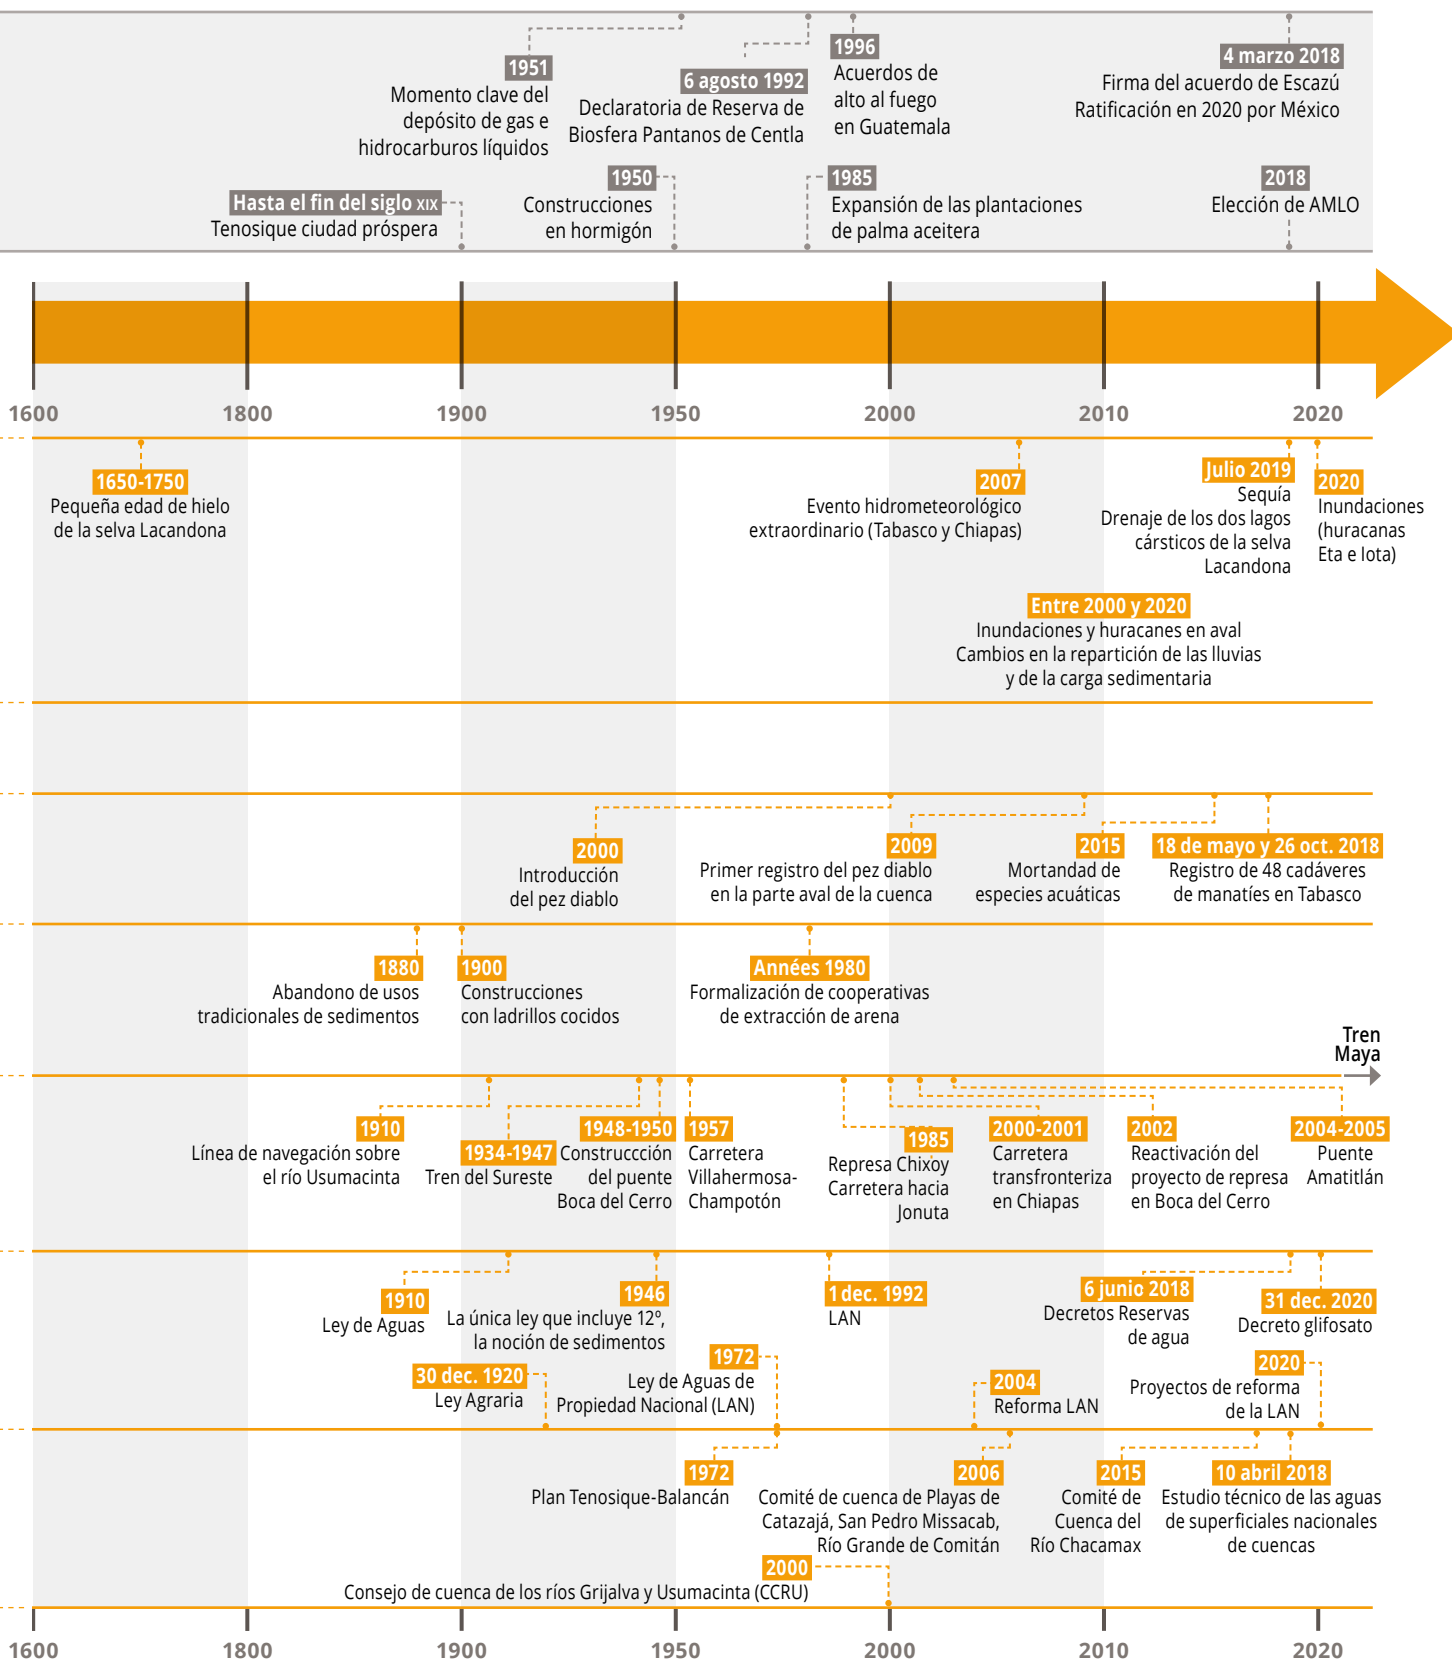 1951
Momento clave del
depósito de gas e
hidrocarburos líquidos
6 agosto 1992
Declaratoria de Reserva de
Biosfera Pantanos de Centla
1996
Acuerdos de
alto al fuego
en Guatemala
4 marzo 2018
Firma del acuerdo de Escazú
Ratificación en 2020 por México
Hasta el fin del siglo XIX
Tenosique ciudad próspera
1950
Construcciones
en hormigón
1985
Expansión de las plantaciones
de palma aceitera
2018
Elección de AMLO
1600 1800 1900 1950 2000 2010 2020
1650-1750
Pequeña edad de hielo
de la selva Lacandona
2007
Evento hidrometeorológico
extraordinario (Tabasco y Chiapas)
Julio 2019
Sequía
Drenaje de los dos lagos
cársticos de la selva
Lacandona
2020
Inundaciones
(huracanas
Eta e Iota)
Entre 2000 y 2020
Inundaciones y huracanes en aval
Cambios en la repartición de las lluvias
y de la carga sedimentaria
2000
Introducción
del pez diablo
2009
Primer registro del pez diablo
en la parte aval de la cuenca
2015
Mortandad de
especies acuáticas
18 de mayo y 26 oct. 2018
Registro de 48 cadáveres
de manatíes en Tabasco
1880
Abandono de usos
tradicionales de sedimentos
1900
Construcciones
con ladrillos cocidos
Années 1980
Formalización de cooperativas
de extracción de arena
Tren
Maya
1910
Línea de navegación sobre
el río Usumacinta
1934-1947
Tren del Sureste
1948-1950
Construccción
del puente
Boca del Cerro
1957
Carretera
Villahermosa-
Champotón
1985
Represa Chixoy
Carretera hacia
Jonuta
2000-2001
Carretera
transfronteriza
en Chiapas
2002
Reactivación del
proyecto de represa
en Boca del Cerro
2004-2005
Puente
Amatitlán
1910
Ley de Aguas
1946
La única ley que incluye 12º,
la noción de sedimentos
1 dec. 1992
LAN
6 junio 2018
Decretos Reservas
de agua
31 dec. 2020
Decreto glifosato
30 dec. 1920
Ley Agraria
1972
Ley de Aguas de
Propiedad Nacional (LAN)
2004
Reforma LAN
2020
Proyectos de reforma
de la LAN
1972
Plan Tenosique-Balancán
2006
Comité de cuenca de Playas de
Catazajá, San Pedro Missacab,
Río Grande de Comitán
2015
Comité de
Cuenca del
Río Chacamax
10 abril 2018
Estudio técnico de las aguas
de superficiales nacionales
de cuencas
2000
Consejo de cuenca de los ríos Grijalva y Usumacinta (CCRU)
1600 1800 1900 1950 2000 2010 2020